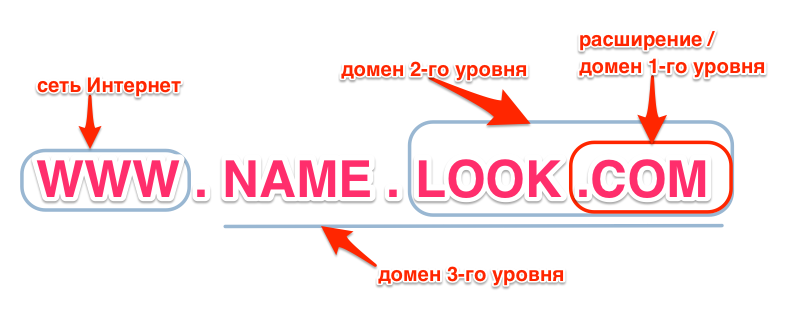 расширение /
домен 1-го уровня
домен 2-го уровня
сеть Интернет
WWW . NAME . LOOK .COM
домен 3-го уровня